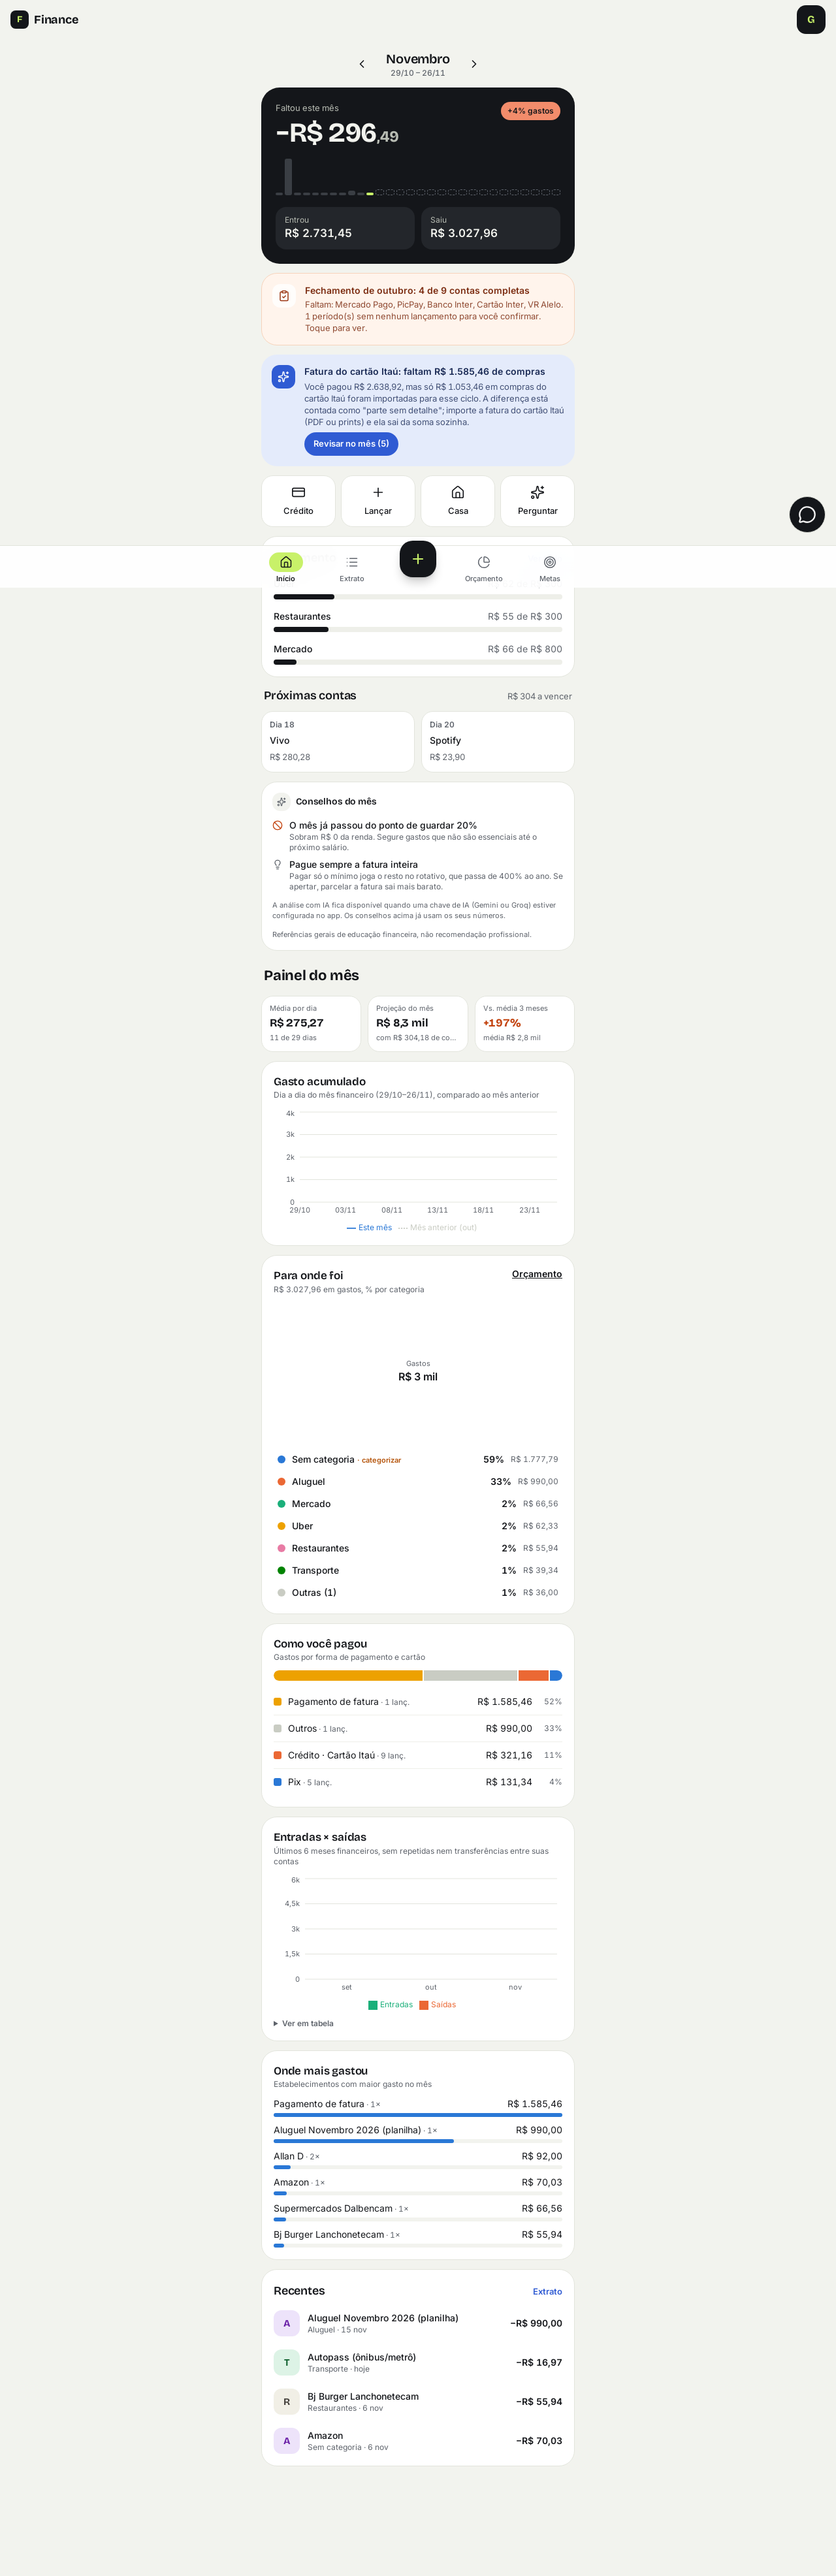 F Finance
G
Novembro
29/10 – 26/11
Faltou este mês
+4% gastos
−R$ 296,49
Entrou
R$ 2.731,45
Saiu
R$ 3.027,96
Fechamento de outubro: 4 de 9 contas completas
Faltam: Mercado Pago, PicPay, Banco Inter, Cartão Inter, VR Alelo.
1 período(s) sem nenhum lançamento para você confirmar.
Toque para ver.
Fatura do cartão Itaú: faltam R$ 1.585,46 de compras
Você pagou R$ 2.638,92, mas só R$ 1.053,46 em compras do
cartão Itaú foram importadas para esse ciclo. A diferença está
contada como "parte sem detalhe"; importe a fatura do cartão Itaú
(PDF ou prints) e ela sai da soma sozinha.
Revisar no mês (5)
Crédito
Lançar
Casa
Perguntar
Início
Extrato
Orçamento
Metas
Restaurantes
R$ 55 de R$ 300
Mercado
R$ 66 de R$ 800
Próximas contas
R$ 304 a vencer
Dia 18
Vivo
R$ 280,28
Dia 20
Spotify
R$ 23,90
Conselhos do mês
O mês já passou do ponto de guardar 20%
Sobram R$ 0 da renda. Segure gastos que não são essenciais até o
próximo salário.
Pague sempre a fatura inteira
Pagar só o mínimo joga o resto no rotativo, que passa de 400% ao ano. Se
apertar, parcelar a fatura sai mais barato.
A análise com IA fica disponível quando uma chave de IA (Gemini ou Groq) estiver
configurada no app. Os conselhos acima já usam os seus números.
Referências gerais de educação financeira, não recomendação profissional.
Painel do mês
Média por dia
R$ 275,27
11 de 29 dias
Projeção do mês
R$ 8,3 mil
com R$ 304,18 de co...
Vs. média 3 meses
+197%
média R$ 2,8 mil
Gasto acumulado
Dia a dia do mês financeiro (29/10–26/11), comparado ao mês anterior
4k
3k
2k
1k
0
29/10 03/11 08/11 13/11 18/11 23/11
Este mês Mês anterior (out)
Para onde foi
Orçamento
R$ 3.027,96 em gastos, % por categoria
Gastos
R$ 3 mil
Sem categoria · categorizar 59% R$ 1.777,79
Aluguel 33% R$ 990,00
Mercado 2% R$ 66,56
Uber 2% R$ 62,33
Restaurantes 2% R$ 55,94
Transporte 1% R$ 39,34
Outras (1) 1% R$ 36,00
Como você pagou
Gastos por forma de pagamento e cartão
Pagamento de fatura · 1 lanç. R$ 1.585,46 52%
Outros · 1 lanç. R$ 990,00 33%
Crédito · Cartão Itaú · 9 lanç. R$ 321,16 11%
Pix · 5 lanç. R$ 131,34 4%
Entradas × saídas
Últimos 6 meses financeiros, sem repetidas nem transferências entre suas
contas
6k
4,5k
3k
1,5k
0
set out nov
Entradas Saídas
Ver em tabela
Onde mais gastou
Estabelecimentos com maior gasto no mês
Pagamento de fatura · 1× R$ 1.585,46
Aluguel Novembro 2026 (planilha) · 1× R$ 990,00
Allan D · 2× R$ 92,00
Amazon · 1× R$ 70,03
Supermercados Dalbencam · 1× R$ 66,56
Bj Burger Lanchonetecam · 1× R$ 55,94
Recentes
Extrato
A
Aluguel Novembro 2026 (planilha)
Aluguel · 15 nov
−R$ 990,00
T
Autopass (ônibus/metrô)
Transporte · hoje
−R$ 16,97
R
Bj Burger Lanchonetecam
Restaurantes · 6 nov
−R$ 55,94
A
Amazon
Sem categoria · 6 nov
−R$ 70,03